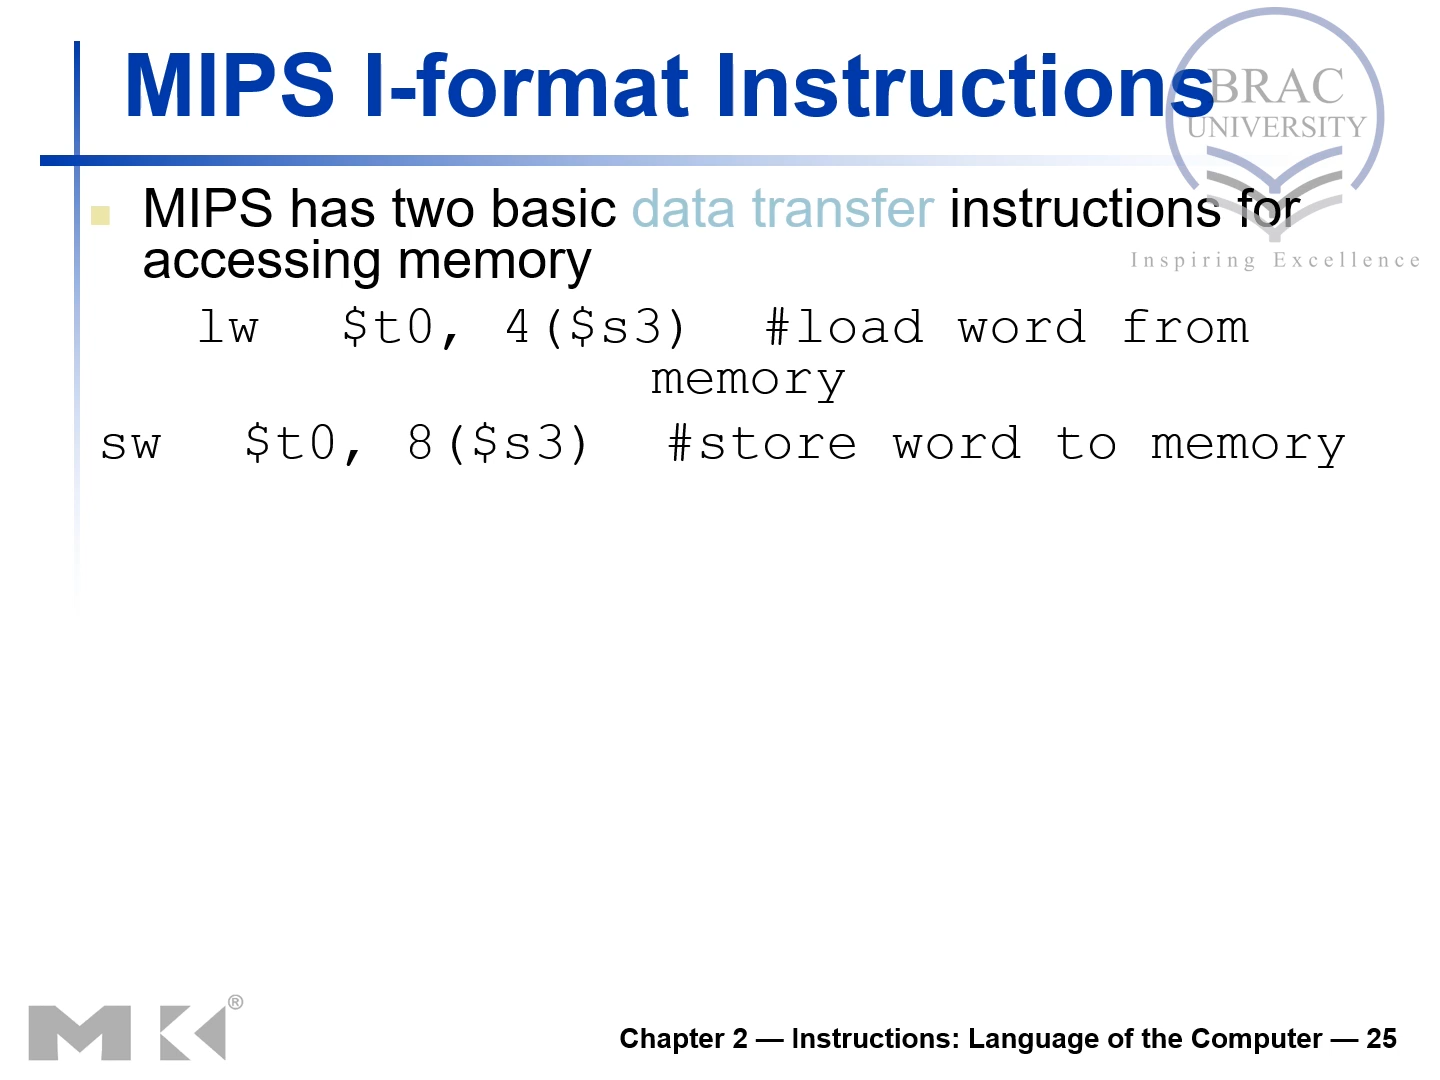 MIPS I-format Instructions
BRAC
UNIVERSITY
Inspiring Excellence
MIPS has two basic data transfer instructions for
accessing memory
lw $t0, 4($s3) #load word from
memory
sw $t0, 8($s3) #store word to memory
MK®
Chapter 2 — Instructions: Language of the Computer — 25